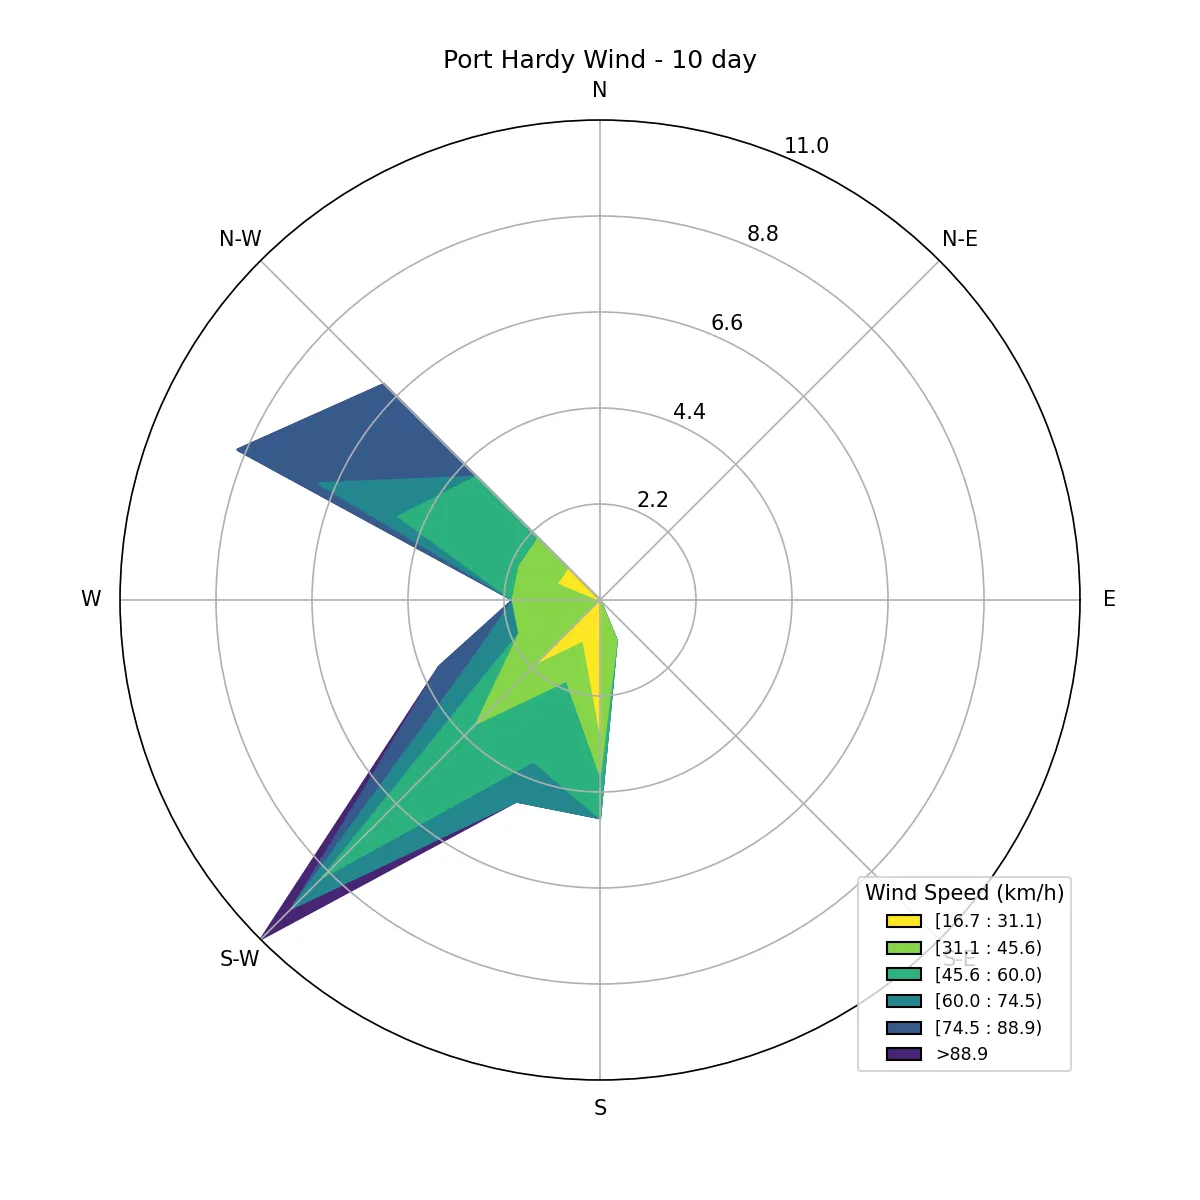 Port Hardy Wind - 10 day
N
11.0
N-W
N-E
8.8
6.6
4.4
2.2
W
E
S-W
S-E
S
Wind Speed (km/h)
[16.7 : 31.1)
[31.1 : 45.6)
[45.6 : 60.0)
[60.0 : 74.5)
[74.5 : 88.9)
>88.9